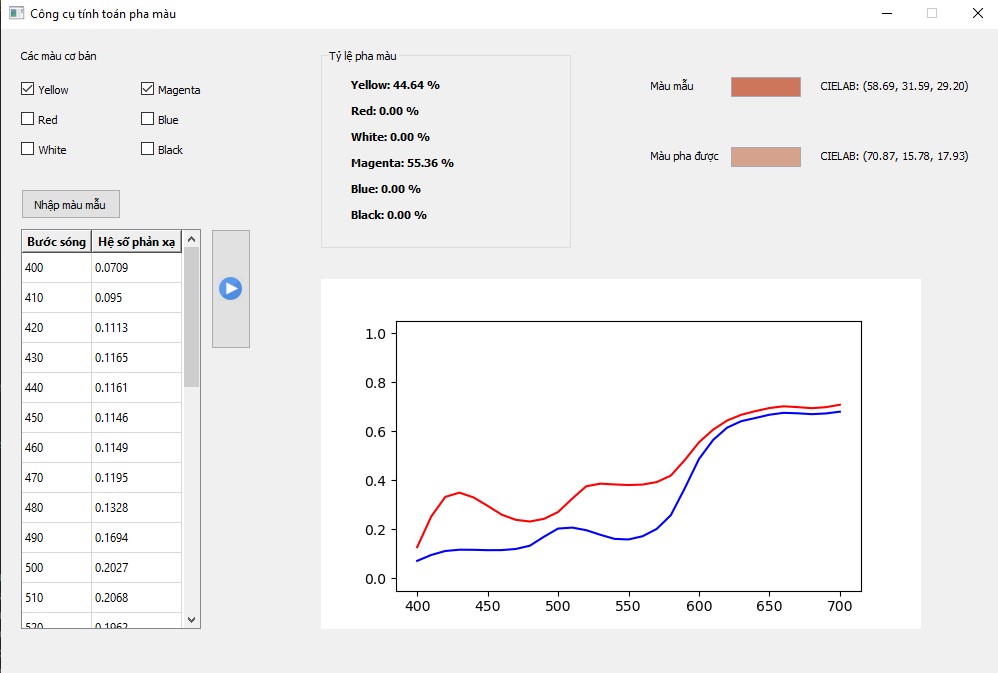 Công cụ tính toán pha màu
Các màu cơ bản
Yellow
Magenta
Red
Blue
White
Black
Nhập màu mẫu
Bước sóng Hệ số phản xạ
400 0.0709
410 0.095
420 0.1113
430 0.1165
440 0.1161
450 0.1146
460 0.1149
470 0.1195
480 0.1328
490 0.1694
500 0.2027
510 0.2068
520 0.1962
Tỷ lệ pha màu
Yellow: 44.64 %
Red: 0.00 %
White: 0.00 %
Magenta: 55.36 %
Blue: 0.00 %
Black: 0.00 %
Màu mẫu CIELAB: (58.69, 31.59, 29.20)
Màu pha được CIELAB: (70.87, 15.78, 17.93)
1.0
0.8
0.6
0.4
0.2
0.0
400 450 500 550 600 650 700